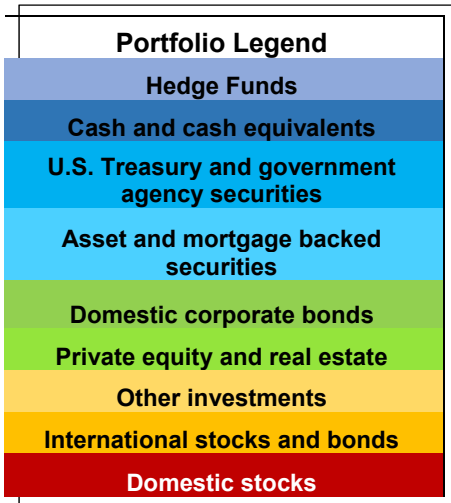 Portfolio Legend
Hedge Funds
Cash and cash equivalents
U.S. Treasury and government
agency securities
Asset and mortgage backed
securities
Domestic corporate bonds
Private equity and real estate
Other investments
International stocks and bonds
Domestic stocks